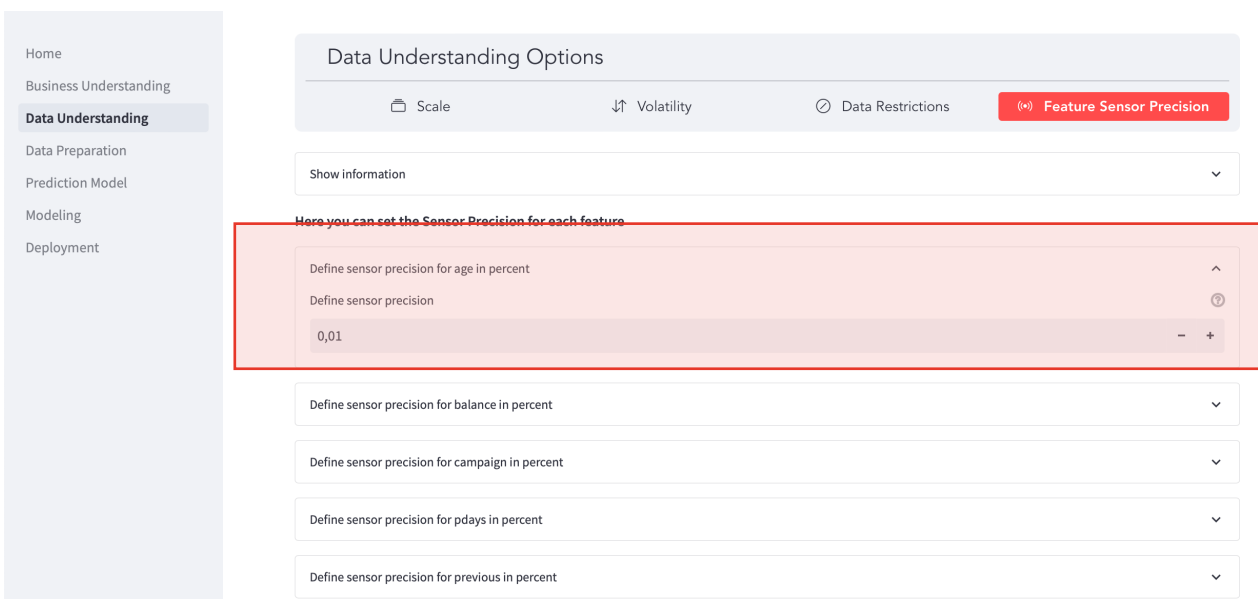 Home
Business Understanding
Data Understanding
Data Preparation
Prediction Model
Modeling
Deployment
Data Understanding Options
Scale
Volatility
Data Restrictions
Feature Sensor Precision
Show information
Here you can set the Sensor Precision for each feature
Define sensor precision for age in percent
Define sensor precision
0,01
Define sensor precision for balance in percent
Define sensor precision for campaign in percent
Define sensor precision for pdays in percent
Define sensor precision for previous in percent